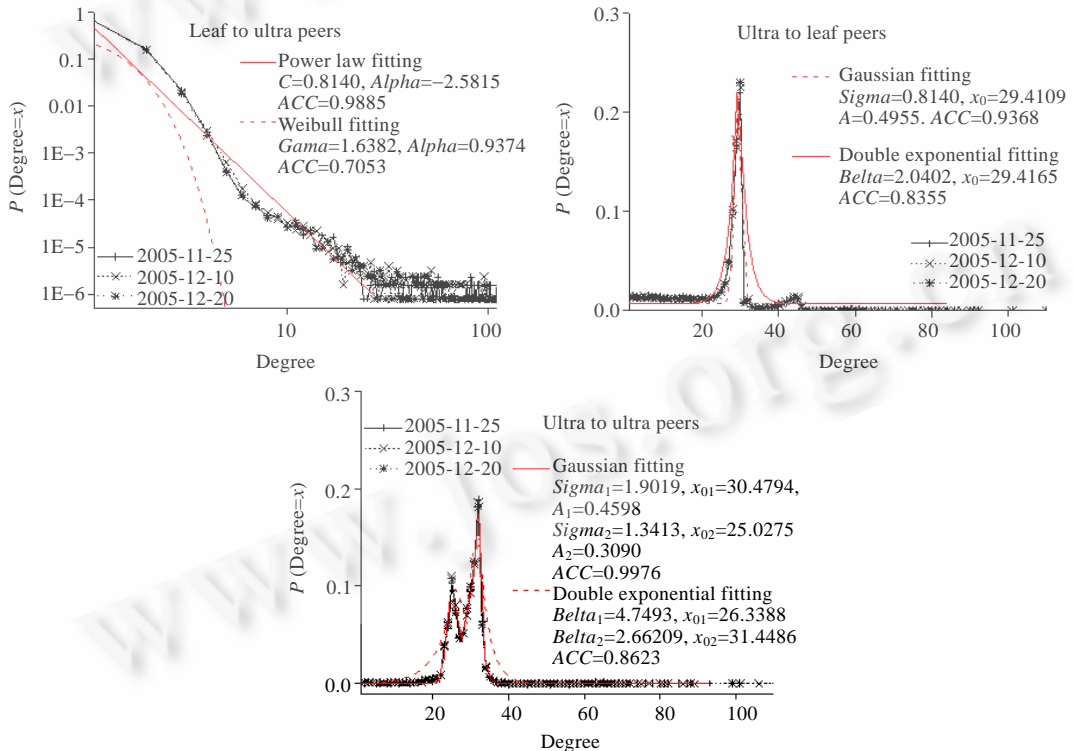 Leaf to ultra peers
Power law fitting
C=0.8140, Alpha=−2.5815
ACC=0.9885
Weibull fitting
Gama=1.6382, Alpha=0.9374
ACC=0.7053
1
0.1
0.01
1E−3
1E−4
1E−5
1E−6
P (Degree=x)
2005-11-25
2005-12-10
2005-12-20
10
100
Degree
Ultra to leaf peers
Gaussian fitting
Sigma=0.8140, x0=29.4109
A=0.4955. ACC=0.9368
Double exponential fitting
Beta=2.0402, x0=29.4165
ACC=0.8355
0.3
0.2
0.1
0.0
P (Degree=x)
2005-11-25
2005-12-10
2005-12-20
20
40
60
80
100
Degree
Ultra to ultra peers
2005-11-25
2005-12-10
2005-12-20
Gaussian fitting
Sigma1=1.9019, x01=30.4794,
A1=0.4598
Sigma2=1.3413, x02=25.0275
A2=0.3090
ACC=0.9976
Double exponential fitting
Beta1=4.7493, x01=26.3388
Beta2=2.66209, x02=31.4486
ACC=0.8623
0.3
0.2
0.1
0.0
P (Degree=x)
20
40
60
80
100
Degree
www.jos.org.cn